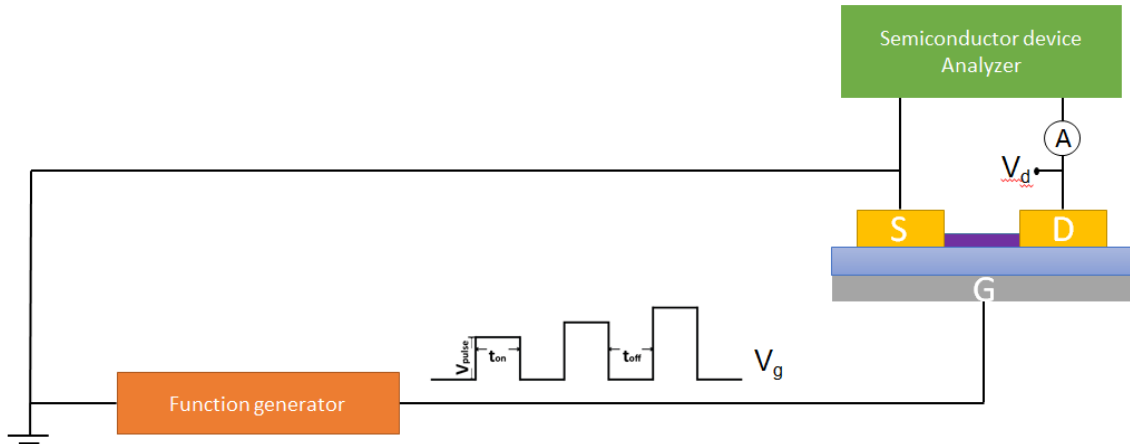 Semiconductor device
Analyzer
A
Vd
S
D
G
Vpulse
ton
toff
Vg
Function generator